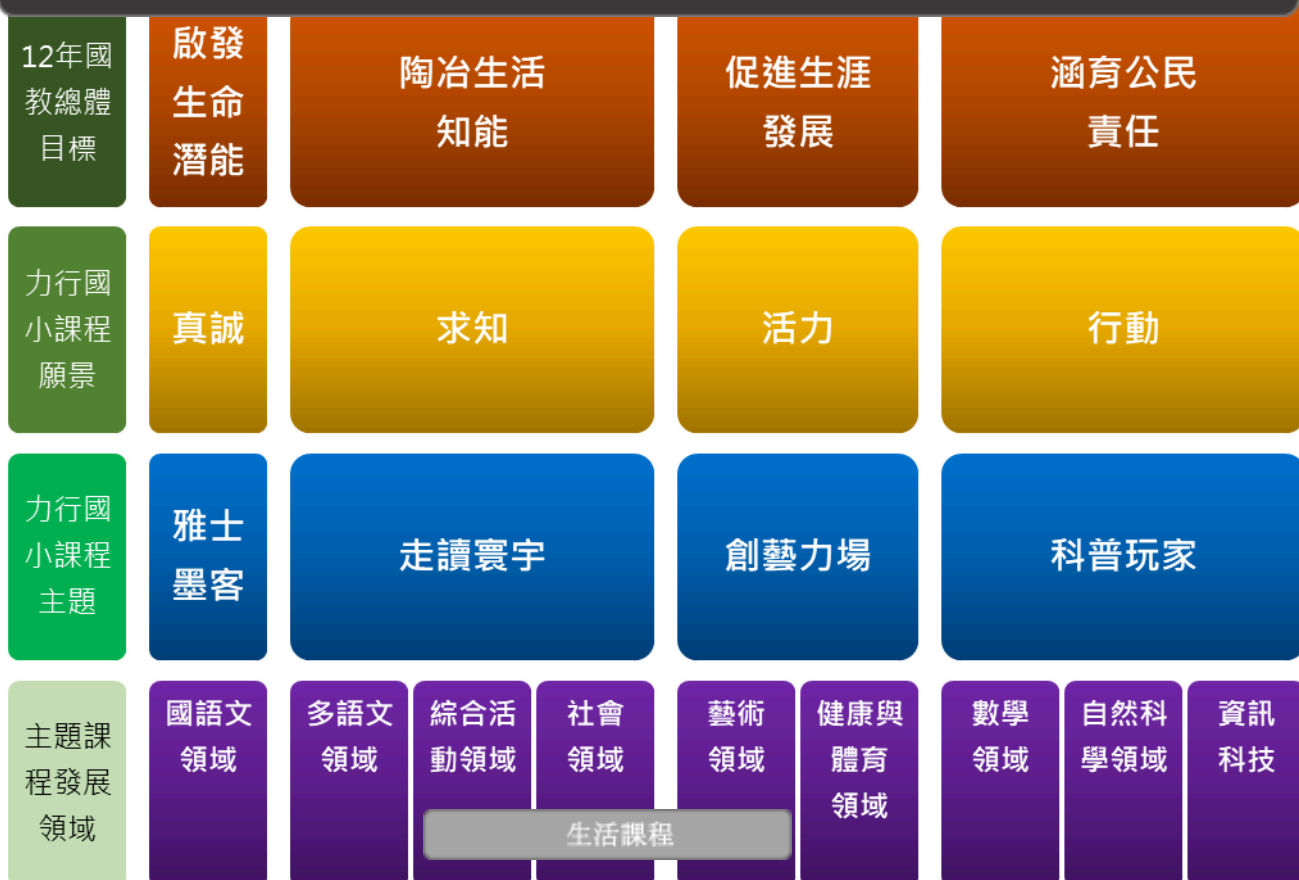 12年國
教總體
目標
啟發
生命
潛能
陶冶生活
知能
促進生涯
發展
涵育公民
責任
力行國
小課程
願景
真誠
求知
活力
行動
力行國
小課程
主題
雅士
墨客
走讀寰宇
創藝力場
科普玩家
主題課
程發展
領域
國語文
領域
多語文
領域
綜合活
動領域
社會
領域
藝術
領域
健康與
體育
領域
數學
領域
自然科
學領域
資訊
科技
生活課程